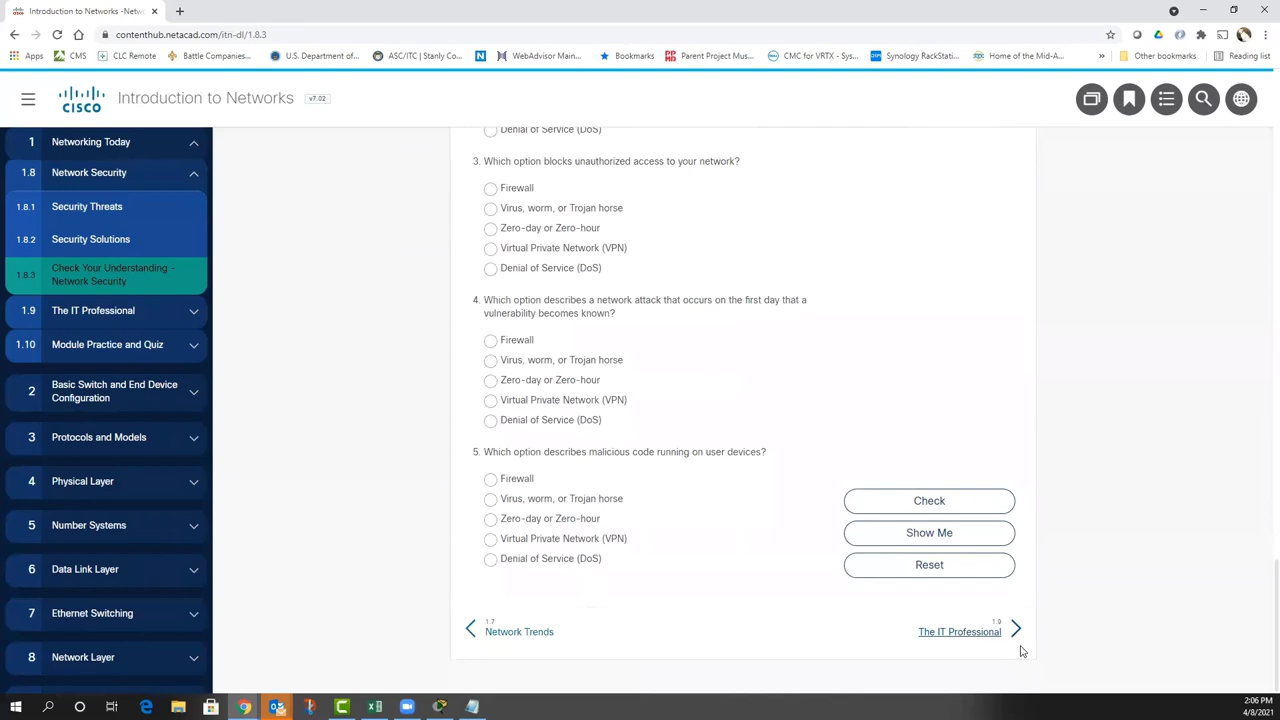 Introduction to Networks -
contenthub.netacad.com/itn-dl/1.8.3
Apps
CMS
CLC Remote
Battle Companies...
U.S. Department of...
ASC/ITC | Stanly Co...
N
WebAdvisor Main...
Bookmarks
Parent Project Mus...
CMC for VRTX - Sys...
Synology RackStati...
Home of the Mid-A...
»
Other bookmarks
Reading list
CISCO
Introduction to Networks
v7.02
1
Networking Today
1.8
Network Security
1.8.1
Security Threats
1.8.2
Security Solutions
1.8.3
Check Your Understanding -
Network Security
1.9
The IT Professional
1.10
Module Practice and Quiz
2
Basic Switch and End Device
Configuration
3
Protocols and Models
4
Physical Layer
5
Number Systems
6
Data Link Layer
7
Ethernet Switching
8
Network Layer
Denial of Service (DoS)
3. Which option blocks unauthorized access to your network?
Firewall
Virus, worm, or Trojan horse
Zero-day or Zero-hour
Virtual Private Network (VPN)
Denial of Service (DoS)
4. Which option describes a network attack that occurs on the first day that a
vulnerability becomes known?
Firewall
Virus, worm, or Trojan horse
Zero-day or Zero-hour
Virtual Private Network (VPN)
Denial of Service (DoS)
5. Which option describes malicious code running on user devices?
Firewall
Virus, worm, or Trojan horse
Zero-day or Zero-hour
Virtual Private Network (VPN)
Denial of Service (DoS)
Check
Show Me
Reset
1.7
Network Trends
1.9
The IT Professional
2:06 PM
4/8/2021